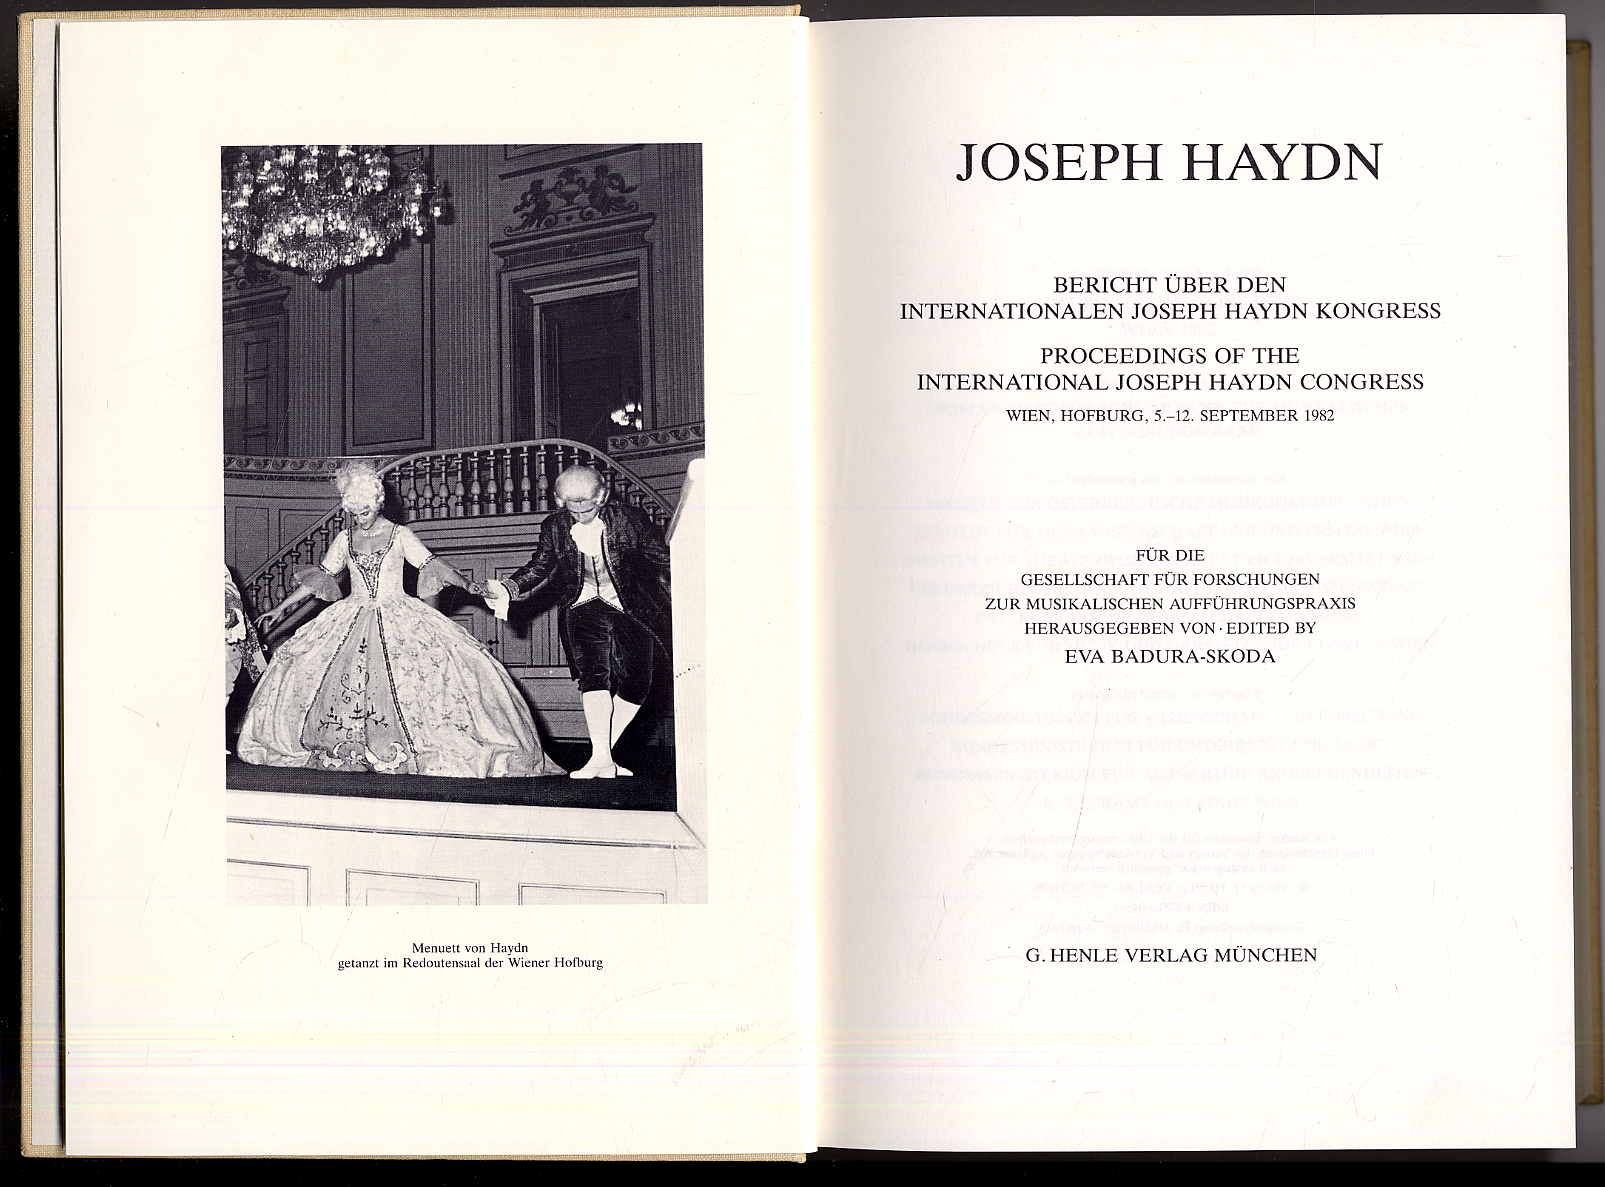 Menuett von Haydn
getanzt im Redoutensaal der Wiener Hofburg
JOSEPH HAYDN
BERICHT ÜBER DEN
INTERNATIONALEN JOSEPH HAYDN KONGRESS
PROCEEDINGS OF THE
INTERNATIONAL JOSEPH HAYDN CONGRESS
WIEN, HOFBURG, 5.–12. SEPTEMBER 1982
FÜR DIE
GESELLSCHAFT FÜR FORSCHUNGEN
ZUR MUSIKALISCHEN AUFFÜHRUNGSPRAXIS
HERAUSGEGEBEN VON · EDITED BY
EVA BADURA-SKODA
G. HENLE VERLAG MÜNCHEN